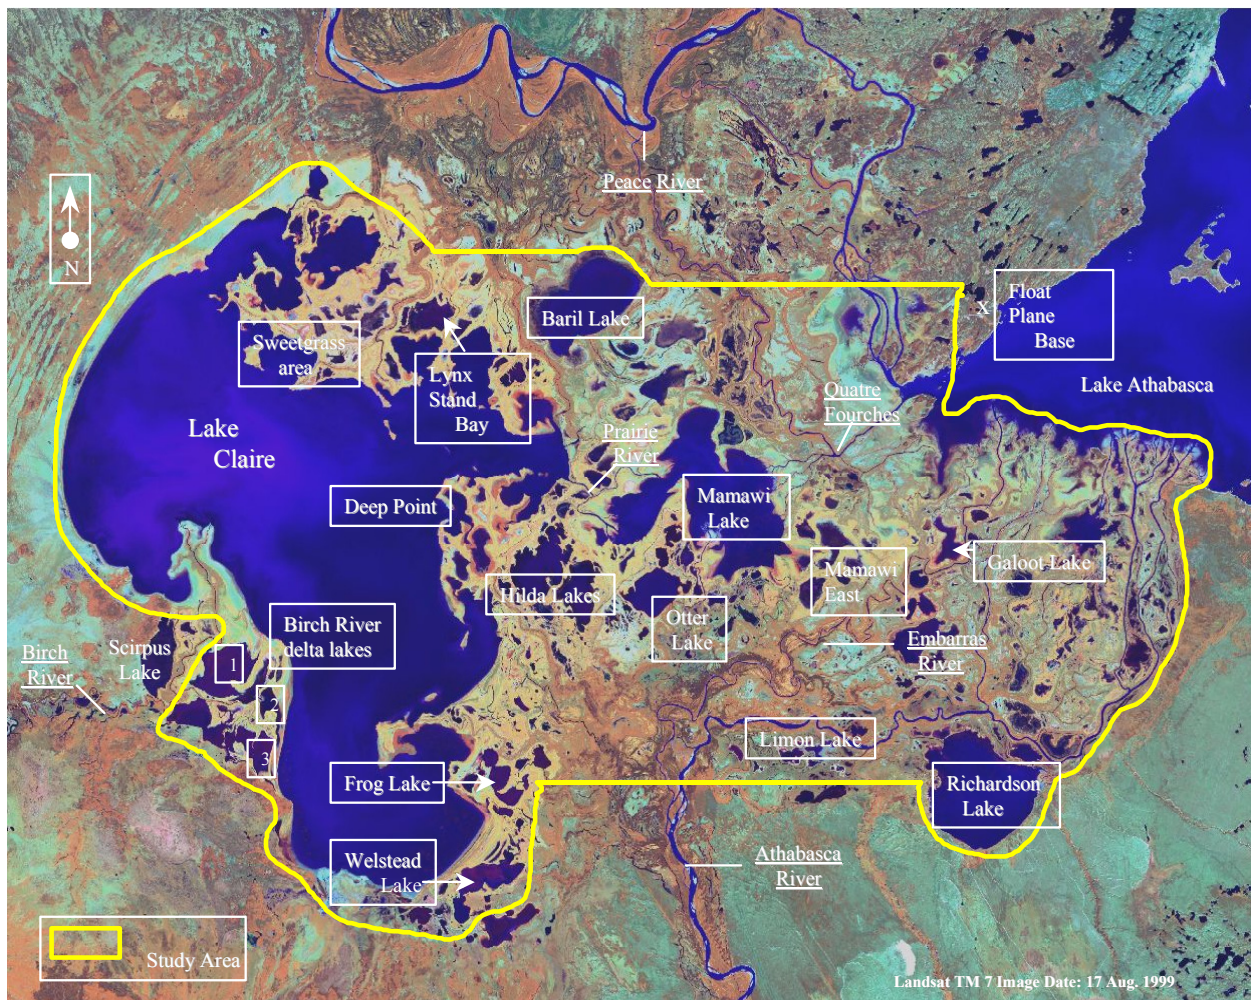 Peace River
N
Float
Plane
Base
X
Baril Lake
Sweetgrass
area
Lynx
Stand
Bay
Lake Athabasca
Quatre
Fourches
Lake
Claire
Prairie
River
Deep Point
Mamawi
Lake
Galoot Lake
Mamawi
East
Hilda Lakes
Otter
Lake
Birch River
delta lakes
Embarras
River
Scirpus
Lake
Birch
River
1
2
3
Limon Lake
Frog Lake
Richardson
Lake
Welstead
Lake
Athabasca
River
Study Area
Landsat TM 7 Image Date: 17 Aug. 1999